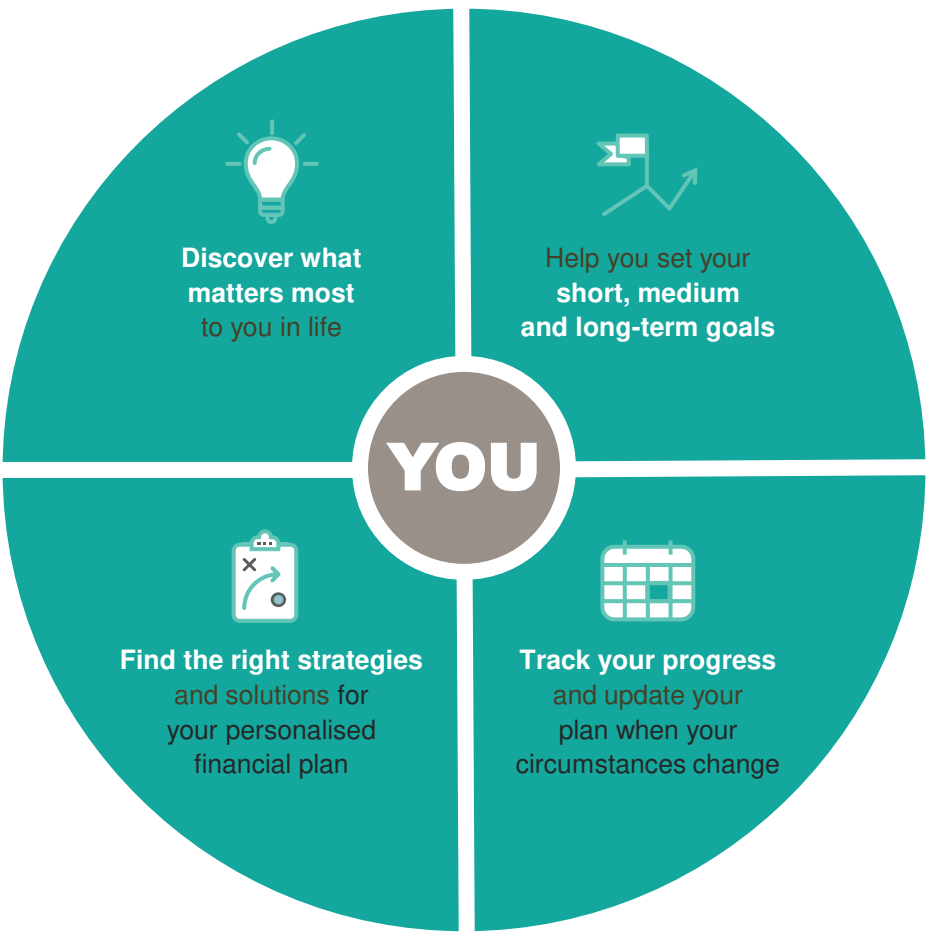 Discover what
matters most
to you in life
Help you set your
short, medium
and long-term goals
YOU
Find the right strategies
and solutions for
your personalised
financial plan
Track your progress
and update your
plan when your
circumstances change